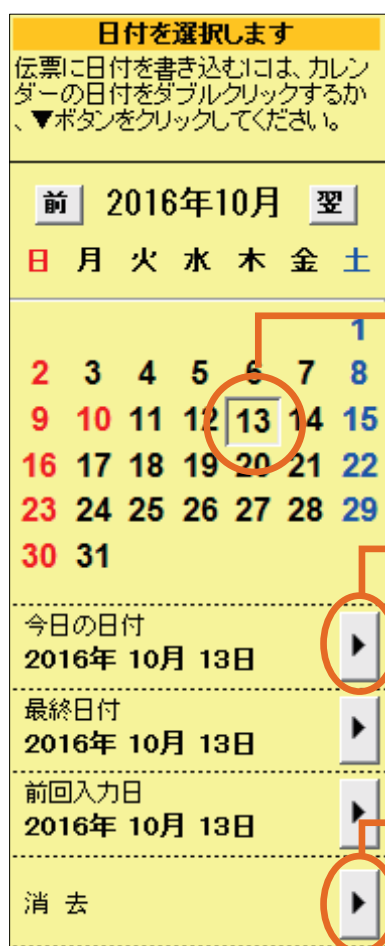 日付を選択します
伝票に日付を書き込むには、カレン
ダーの日付をダブルクリックするか
、▼ボタンをクリックしてください。
前 2016年10月 翌
日 月 火 水 木 金 土
1
2 3 4 5 6 7 8
9 10 11 12 13 14 15
16 17 18 19 20 21 22
23 24 25 26 27 28 29
30 31
今日の日付
2016年 10月 13日
最終日付
2016年 10月 13日
前回入力日
2016年 10月 13日
消 去